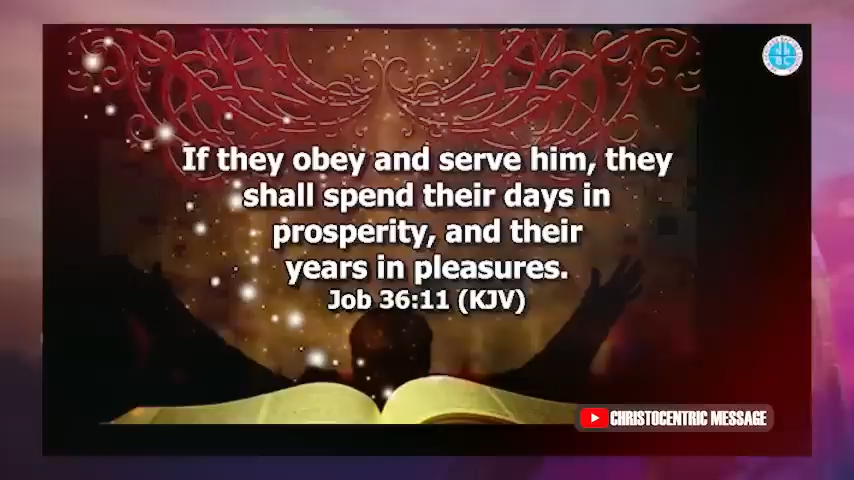 If they obey and serve him, they
shall spend their days in
prosperity, and their
years in pleasures.
Job 36:11 (KJV)
CHRISTOCENTRIC MESSAGE